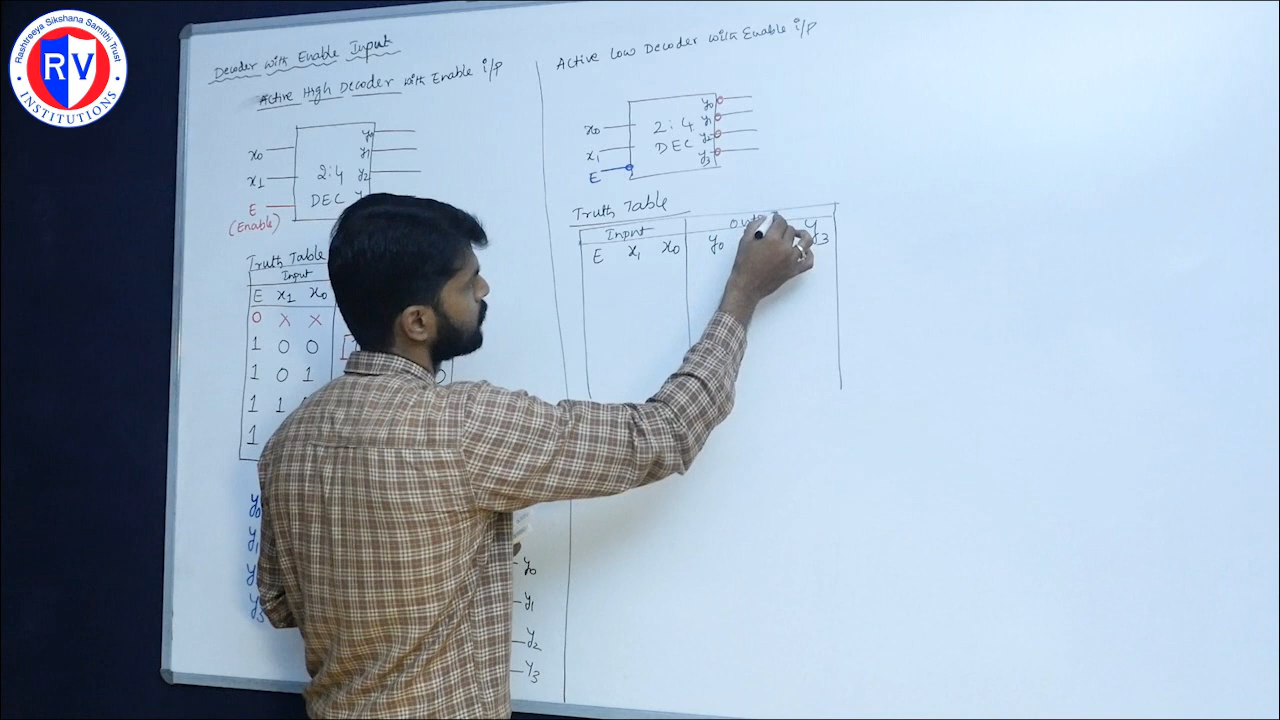 Rashtreeya Sikshana Samithi Trust
RV
INSTITUTIONS
Decoder with Enable Input
Active High Decoder with Enable i/p
x0
x1
E
(Enable)
2:4
DEC
y0
y1
y2
Truth Table
Input
E x1 x0
0 X X
1 0 0
1 0 1
1 1
1
y0
y1
y0
y1
y2
y3
Active Low Decoder with Enable i/p
x0
x1
E
2:4
DEC
y0
y1
y2
y3
Truth Table
Input
E x1 x0 y0